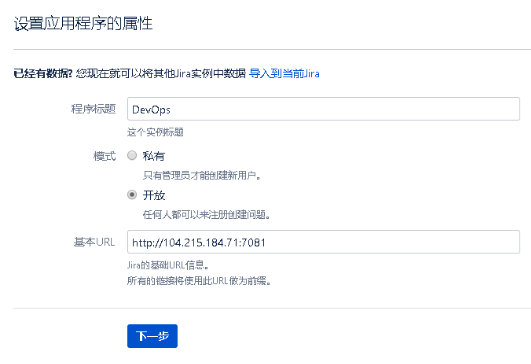 设置应用程序的属性
已经有数据? 您现在就可以将其他Jira实例中数据 导入到当前Jira
程序标题 DevOps
这个实例标题
模式 私有
只有管理员才能创建新用户。
开放
任何人都可以来注册创建问题。
基本URL http://104.215.184.71:7081
Jira的基础URL信息。
所有的链接将使用此URL做为前缀。
下一步